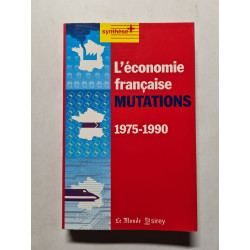 synthèse+
L'économie
française
MUTATIONS
1975-1990
Le Monde Sirey